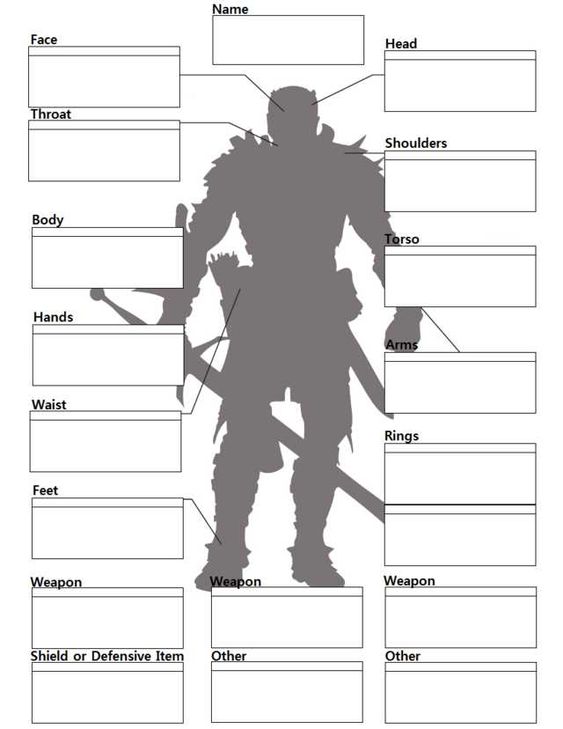 Name
Face
Head
Throat
Shoulders
Body
Torso
Hands
Arms
Waist
Rings
Feet
Weapon
Weapon
Weapon
Shield or Defensive Item
Other
Other